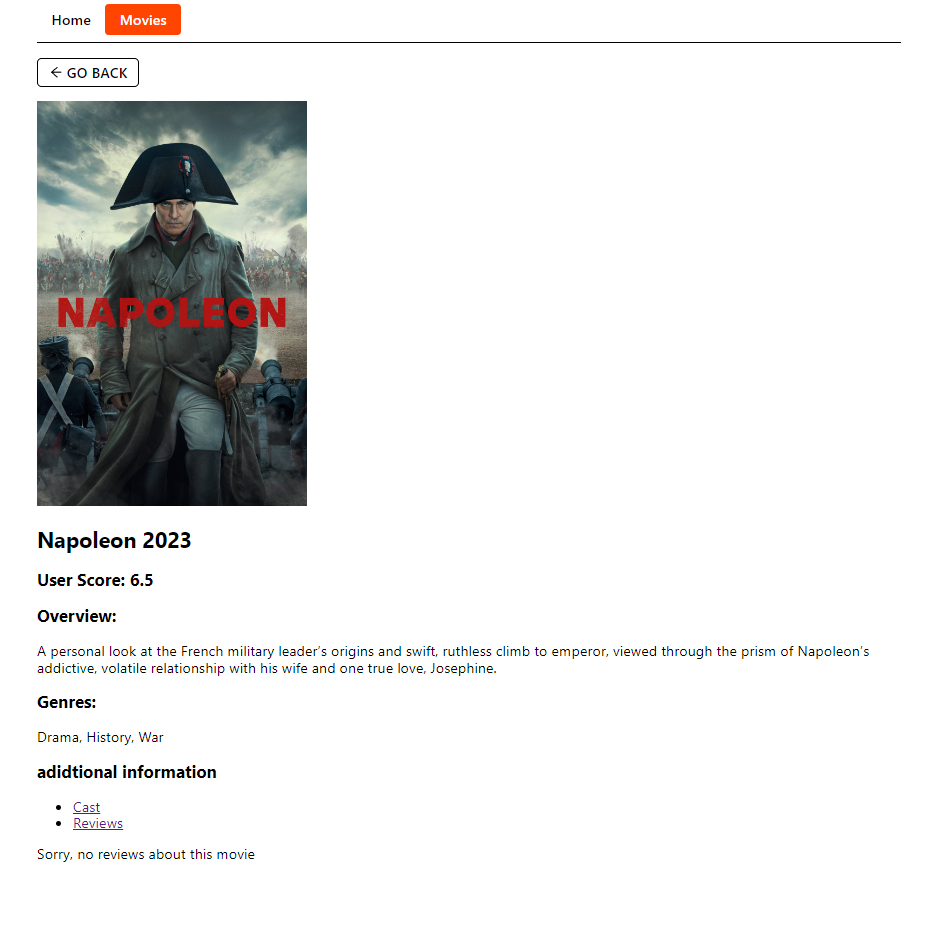 Home Movies
← GO BACK
NAPOLEON
Napoleon 2023
User Score: 6.5
Overview:
A personal look at the French military leader’s origins and swift, ruthless climb to emperor, viewed through the prism of Napoleon’s
addictive, volatile relationship with his wife and one true love, Josephine.
Genres:
Drama, History, War
adidtional information
• Cast
• Reviews
Sorry, no reviews about this movie